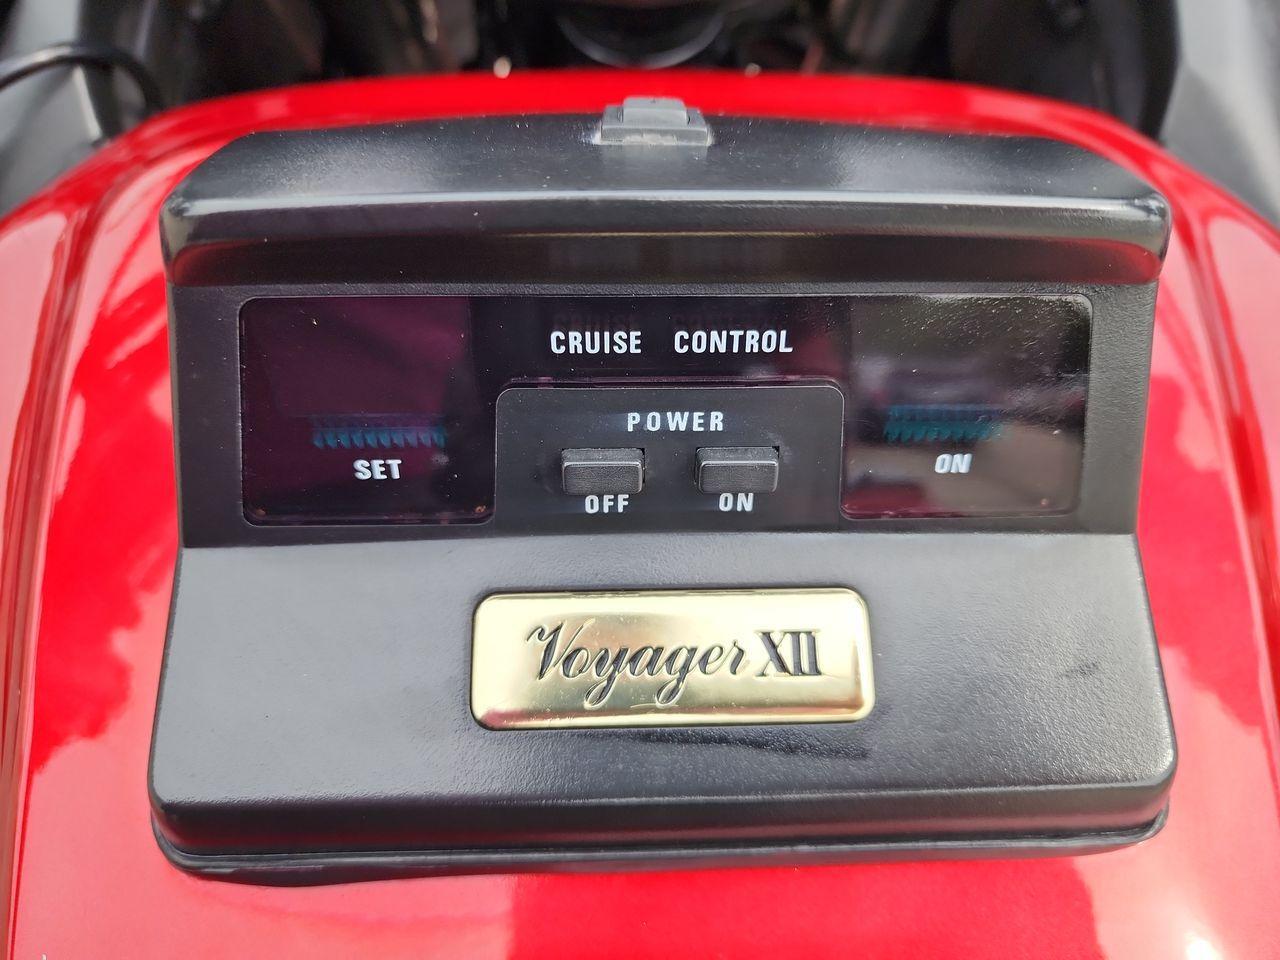 CRUISE CONTROL
POWER
SET
OFF
ON
ON
Voyager XII